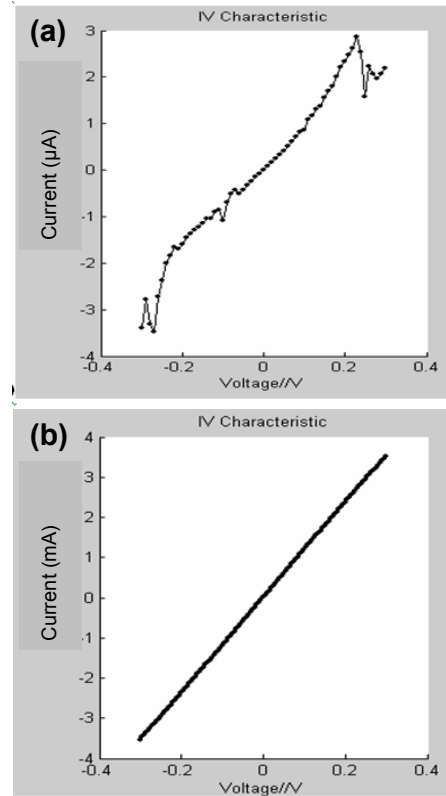 (a)
IV Characteristic
Current (µA)
3
2
1
0
-1
-2
-3
-4
-0.4 -0.2 0 0.2 0.4
Voltage//V
(b)
IV Characteristic
Current (mA)
4
3
2
1
0
-1
-2
-3
-4
-0.4 -0.2 0 0.2 0.4
Voltage//V